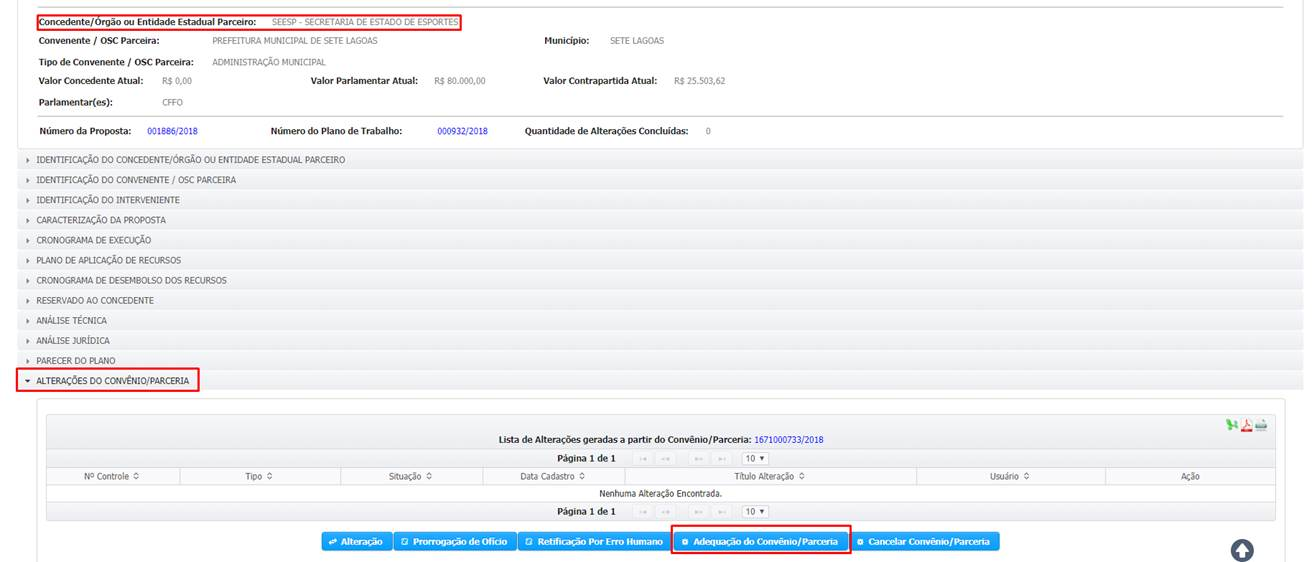 Concedente/Órgão ou Entidade Estadual Parceiro: SEESP - SECRETARIA DE ESTADO DE ESPORTES
Convenente / OSC Parceira: PREFEITURA MUNICIPAL DE SETE LAGOAS Município: SETE LAGOAS
Tipo de Convenente / OSC Parceira: ADMINISTRAÇÃO MUNICIPAL
Valor Concedente Atual: R$ 0,00 Valor Parlamentar Atual: R$ 80.000,00 Valor Contrapartida Atual: R$ 25.503,62
Parlamentar(es): CFFO
Número da Proposta: 001886/2018 Número do Plano de Trabalho: 000932/2018 Quantidade de Alterações Concluídas: 0
IDENTIFICAÇÃO DO CONCEDENTE/ÓRGÃO OU ENTIDADE ESTADUAL PARCEIRO
IDENTIFICAÇÃO DO CONVENENTE / OSC PARCEIRA
IDENTIFICAÇÃO DO INTERVENIENTE
CARACTERIZAÇÃO DA PROPOSTA
CRONOGRAMA DE EXECUÇÃO
PLANO DE APLICAÇÃO DE RECURSOS
CRONOGRAMA DE DESEMBOLSO DOS RECURSOS
RESERVADO AO CONCEDENTE
ANÁLISE TÉCNICA
ANÁLISE JURÍDICA
PARECER DO PLANO
ALTERAÇÕES DO CONVÊNIO/PARCERIA
Lista de Alterações geradas a partir do Convênio/Parceria: 1671000733/2018
Página 1 de 1 10
Nº Controle Tipo Situação Data Cadastro Título Alteração Usuário Ação
Nenhuma Alteração Encontrada.
Página 1 de 1 10
Alteração Prorrogação de Ofício Retificação Por Erro Humano Adequação do Convênio/Parceria Cancelar Convênio/Parceria